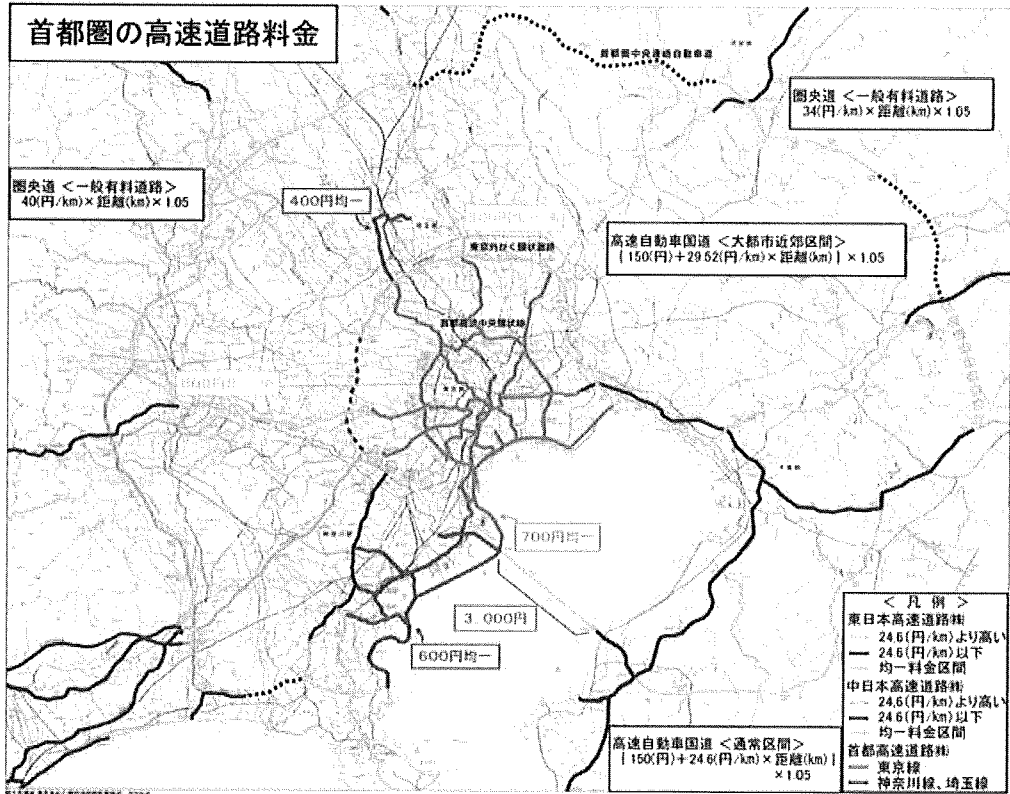 首都圏の高速道路料金
首都圏中央連絡自動車道
圏央道 <一般有料道路>
34(円/km)×距離(km)×1.05
圏央道 <一般有料道路>
40(円/km)×距離(km)×1.05
400円均一
東京外かく環状道路
高速自動車国道 <大都市近郊区間>
[150(円)+29.52(円/km)×距離(km)]×1.05
首都高速中央環状線
700円均一
3,000円
600円均一
高速自動車国道 <通常区間>
[150(円)+24.6(円/km)×距離(km)]
×1.05
< 凡 例 >
東日本高速道路㈱
24.6(円/km)より高い
24.6(円/km)以下
均一料金区間
中日本高速道路㈱
24.6(円/km)より高い
24.6(円/km)以下
均一料金区間
首都高速道路㈱
東京線
神奈川線、埼玉線